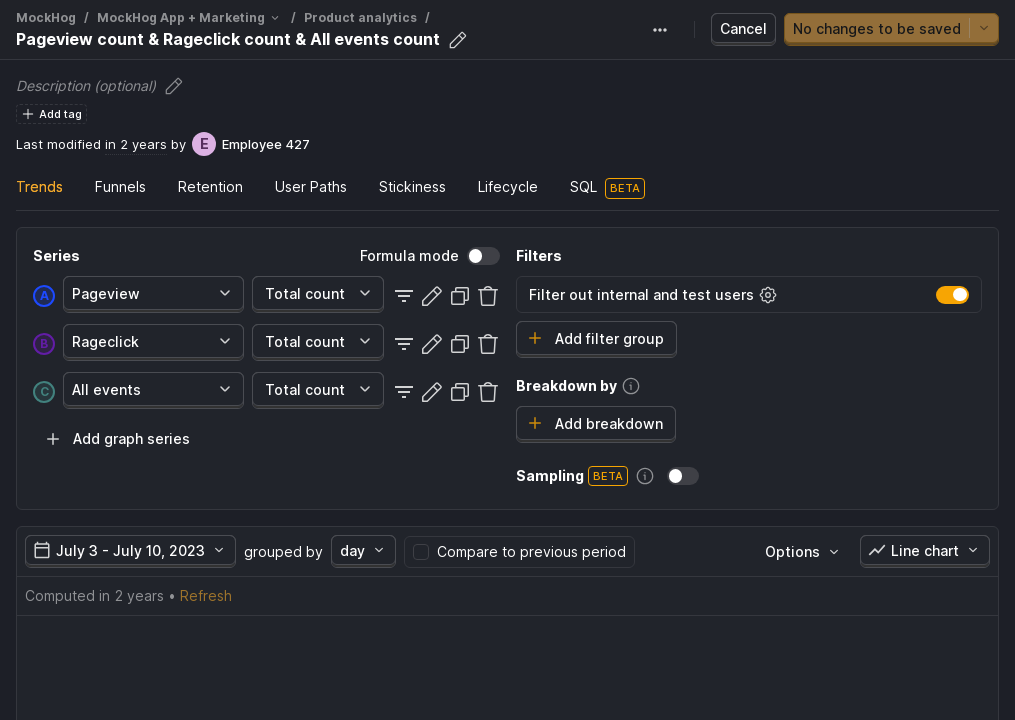 MockHog / MockHog App + Marketing / Product analytics /
Pageview count & Rageclick count & All events count
Cancel
No changes to be saved
Description (optional)
Add tag
Last modified in 2 years by E Employee 427
Trends Funnels Retention User Paths Stickiness Lifecycle SQL BETA
Series Formula mode
A Pageview Total count
B Rageclick Total count
C All events Total count
Add graph series
Filters
Filter out internal and test users
Add filter group
Breakdown by
Add breakdown
Sampling BETA
July 3 - July 10, 2023 grouped by day Compare to previous period Options Line chart
Computed in 2 years • Refresh